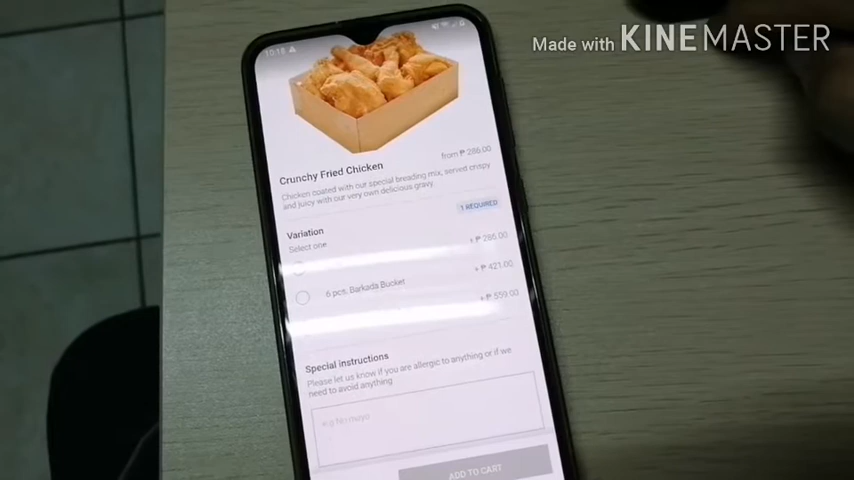 Made with KINEMASTER
10:18
Crunchy Fried Chicken from ₱ 286.00
Chicken coated with our special breading mix, served crispy
and juicy with our very own delicious gravy.
1 REQUIRED
Variation
Select one
+ ₱ 286.00
6 pcs. Barkada Bucket + ₱ 421.00
+ ₱ 559.00
Special instructions
Please let us know if you are allergic to anything or if we
need to avoid anything
e.g No mayo
ADD TO CART